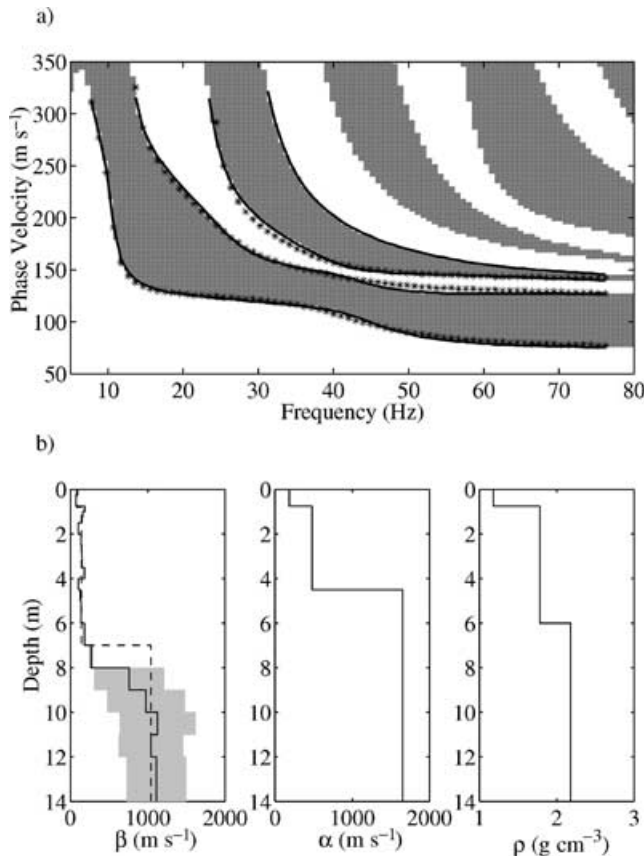 a)
350
300
250
200
150
100
50
Phase Velocity (m s⁻¹)
10 20 30 40 50 60 70 80
Frequency (Hz)
b)
0 0 0
2 2 2
4 4 4
6 6 6
8 8 8
10 10 10
12 12 12
14 14 14
Depth (m)
0 1000 2000 0 1000 2000 1 2 3
β (m s⁻¹) α (m s⁻¹) ρ (g cm⁻³)